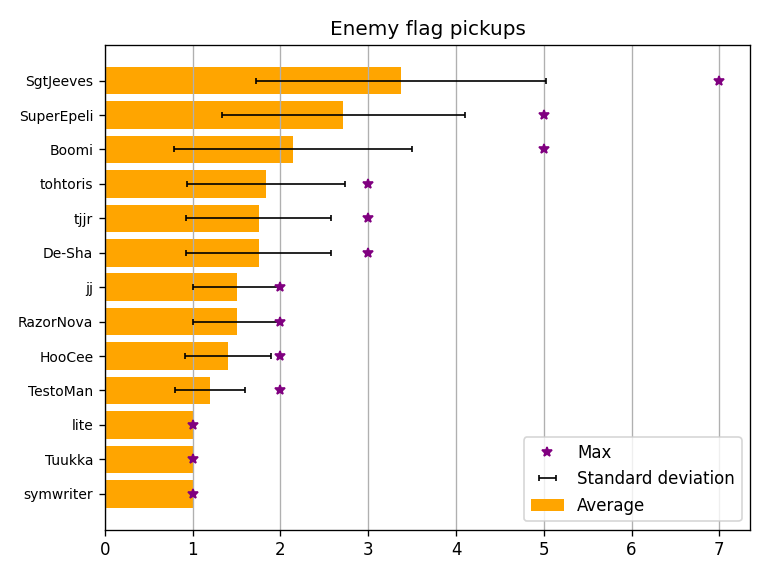 Enemy flag pickups
SgtJeeves
SuperEpeli
Boomi
tohtoris
tjjr
De-Sha
jj
RazorNova
HooCee
TestoMan
lite
Tuukka
symwriter
Max
Standard deviation
Average
0 1 2 3 4 5 6 7